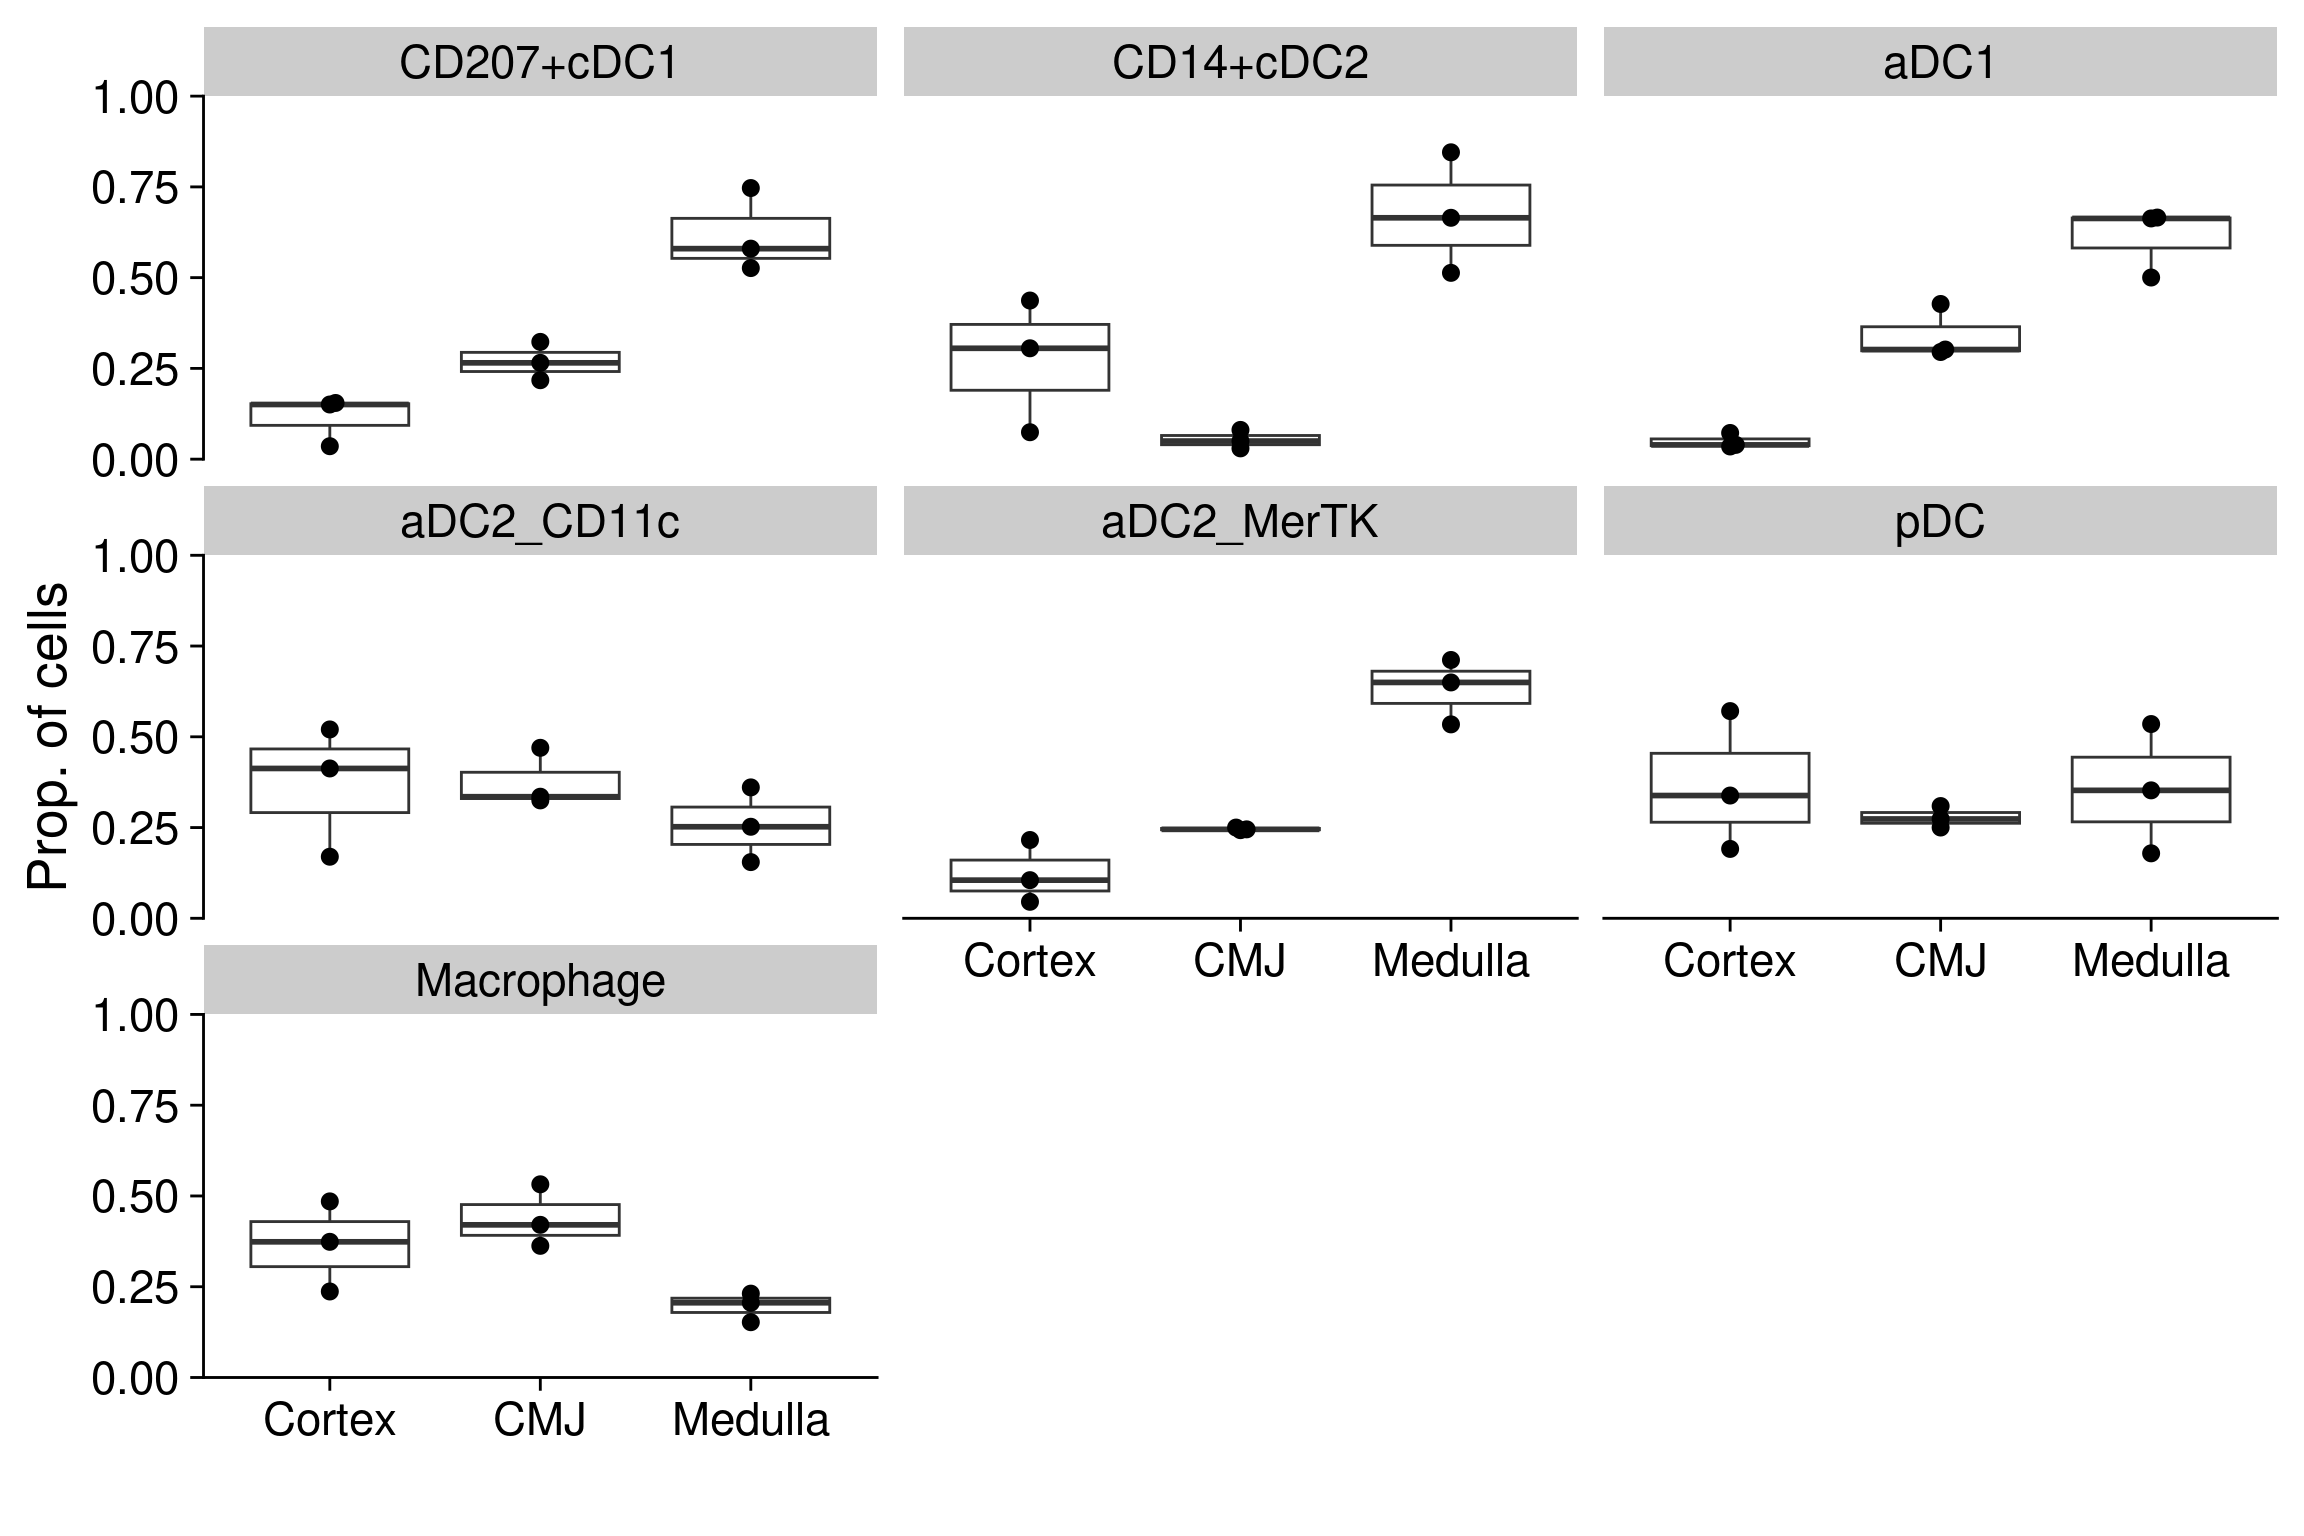 CD207+cDC1 CD14+cDC2 aDC1
1.00
0.75
0.50
0.25
0.00
aDC2_CD11c aDC2_MerTK pDC
Prop. of cells
1.00
0.75
0.50
0.25
0.00
Cortex CMJ Medulla Cortex CMJ Medulla
Macrophage
1.00
0.75
0.50
0.25
0.00
Cortex CMJ Medulla